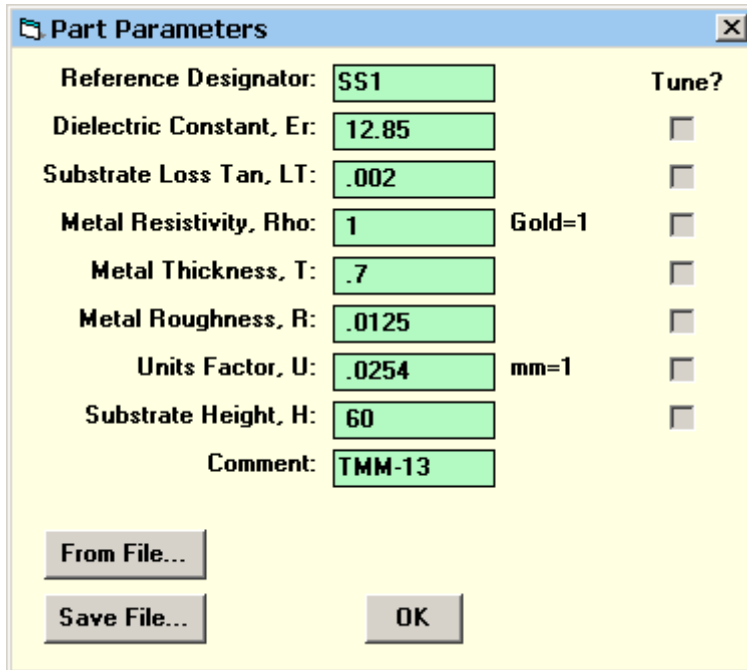 Part Parameters
Reference Designator: SS1 Tune?
Dielectric Constant, Er: 12.85
Substrate Loss Tan, LT: .002
Metal Resistivity, Rho: 1 Gold=1
Metal Thickness, T: .7
Metal Roughness, R: .0125
Units Factor, U: .0254 mm=1
Substrate Height, H: 60
Comment: TMM-13
From File...
Save File... OK